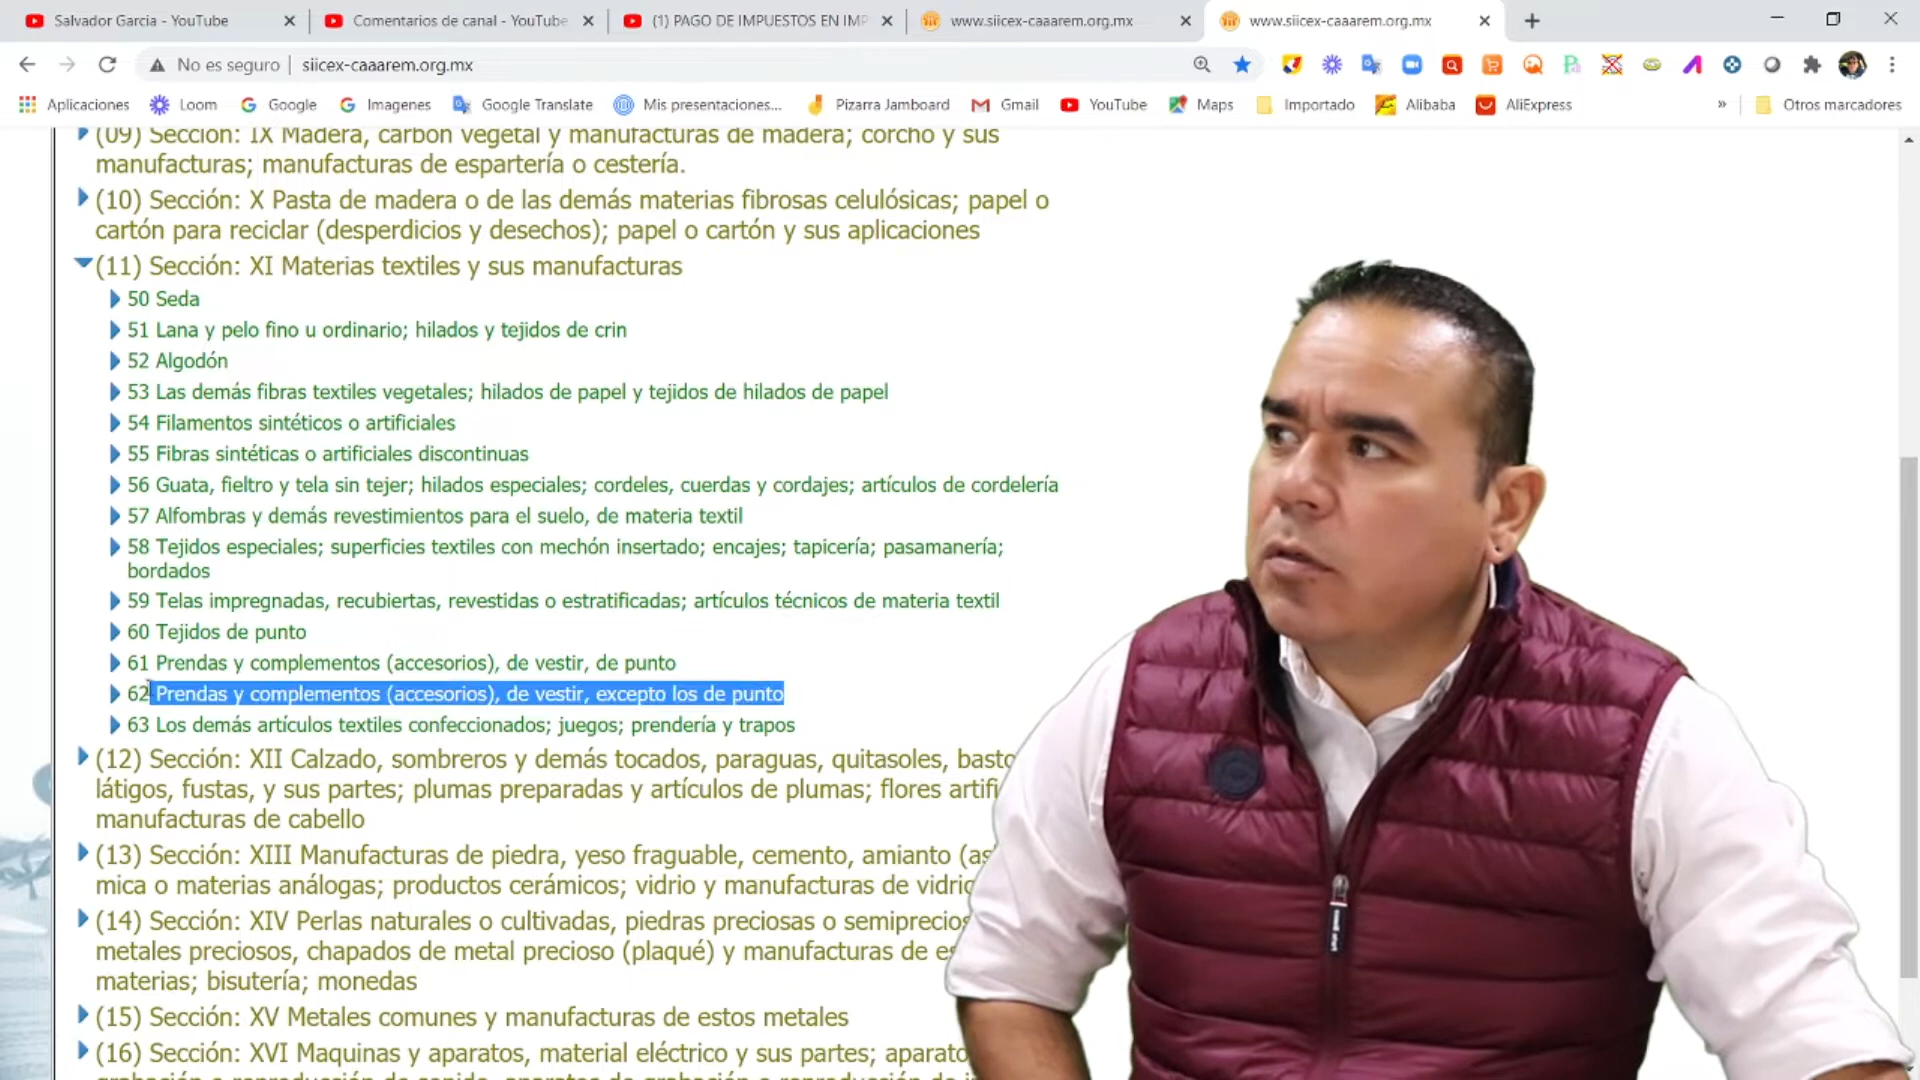 Salvador Garcia - YouTube
Comentarios de canal - YouTube
(1) PAGO DE IMPUESTOS EN IMP
www.siicex-caaarem.org.mx
www.siicex-caaarem.org.mx
No es seguro
siicex-caaarem.org.mx
Aplicaciones
Loom
Google
Imagenes
Google Translate
Mis presentaciones...
Pizarra Jamboard
Gmail
YouTube
Maps
Importado
Alibaba
AliExpress
»
Otros marcadores
(09) Sección: IX Madera, carbón vegetal y manufacturas de madera; corcho y sus
manufacturas; manufacturas de espartería o cestería.
(10) Sección: X Pasta de madera o de las demás materias fibrosas celulósicas; papel o
cartón para reciclar (desperdicios y desechos); papel o cartón y sus aplicaciones
(11) Sección: XI Materias textiles y sus manufacturas
50 Seda
51 Lana y pelo fino u ordinario; hilados y tejidos de crin
52 Algodón
53 Las demás fibras textiles vegetales; hilados de papel y tejidos de hilados de papel
54 Filamentos sintéticos o artificiales
55 Fibras sintéticas o artificiales discontinuas
56 Guata, fieltro y tela sin tejer; hilados especiales; cordeles, cuerdas y cordajes; artículos de cordelería
57 Alfombras y demás revestimientos para el suelo, de materia textil
58 Tejidos especiales; superficies textiles con mechón insertado; encajes; tapicería; pasamanería;
bordados
59 Telas impregnadas, recubiertas, revestidas o estratificadas; artículos técnicos de materia textil
60 Tejidos de punto
61 Prendas y complementos (accesorios), de vestir, de punto
62 Prendas y complementos (accesorios), de vestir, excepto los de punto
63 Los demás artículos textiles confeccionados; juegos; prendería y trapos
(12) Sección: XII Calzado, sombreros y demás tocados, paraguas, quitasoles, basto
látigos, fustas, y sus partes; plumas preparadas y artículos de plumas; flores artifi
manufacturas de cabello
(13) Sección: XIII Manufacturas de piedra, yeso fraguable, cemento, amianto (as
mica o materias análogas; productos cerámicos; vidrio y manufacturas de vidrio
(14) Sección: XIV Perlas naturales o cultivadas, piedras preciosas o semiprecios
metales preciosos, chapados de metal precioso (plaqué) y manufacturas de es
materias; bisutería; monedas
(15) Sección: XV Metales comunes y manufacturas de estos metales
(16) Sección: XVI Maquinas y aparatos, material eléctrico y sus partes; aparato